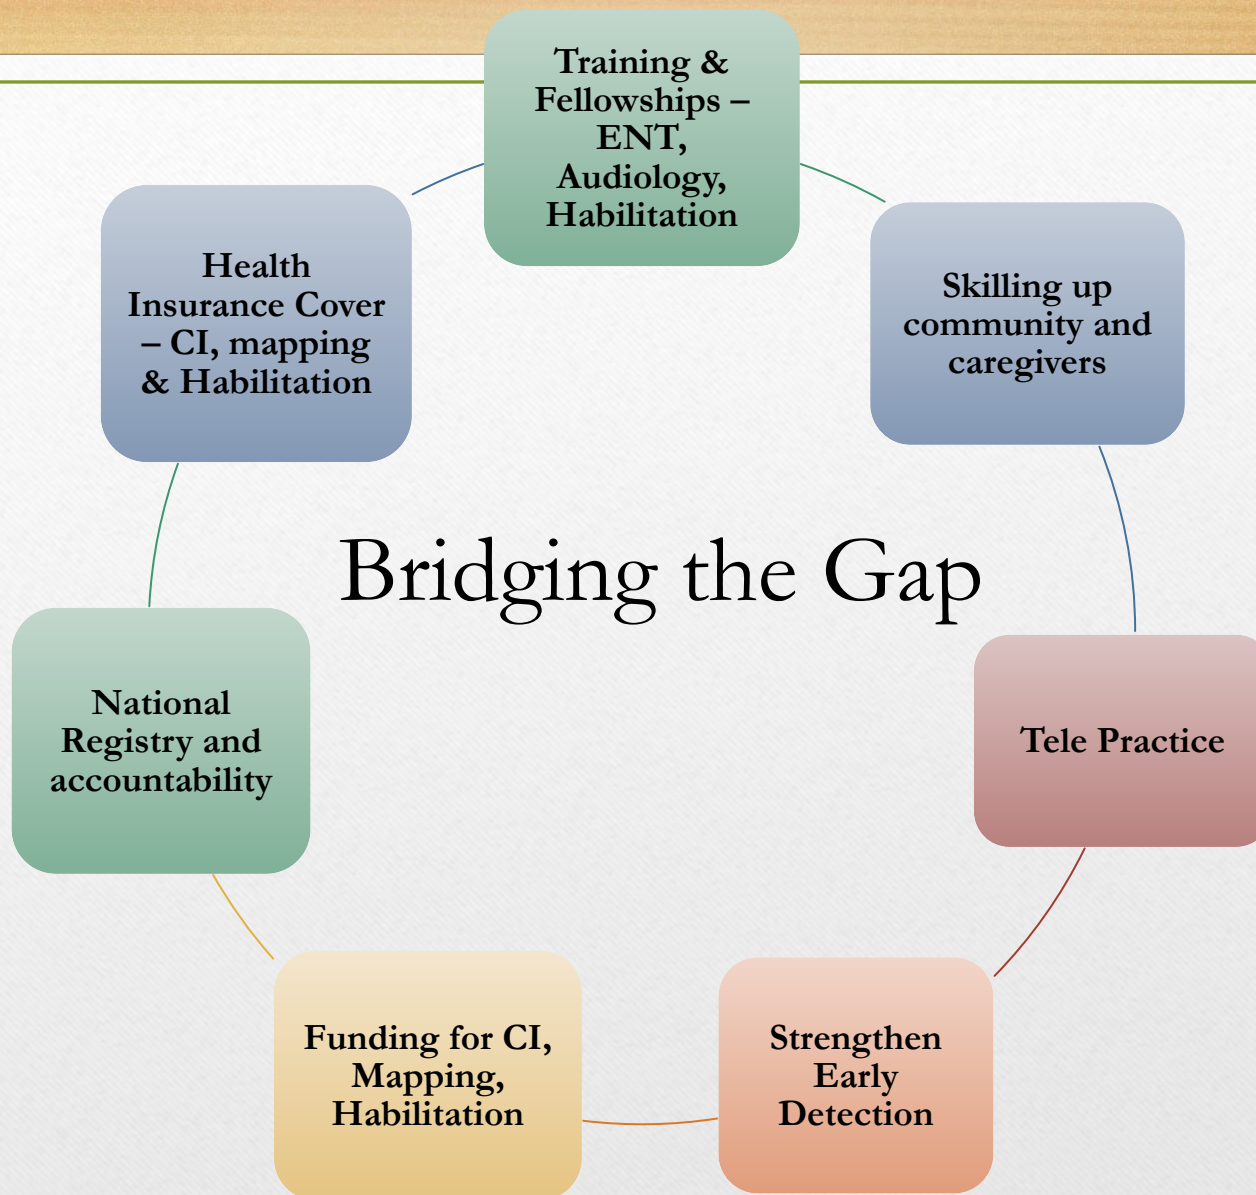 Training &
Fellowships –
ENT,
Audiology,
Habilitation
Skilling up
community and
caregivers
Tele Practice
Strengthen
Early
Detection
Funding for CI,
Mapping,
Habilitation
National
Registry and
accountability
Health
Insurance Cover
– CI, mapping
& Habilitation
Bridging the Gap